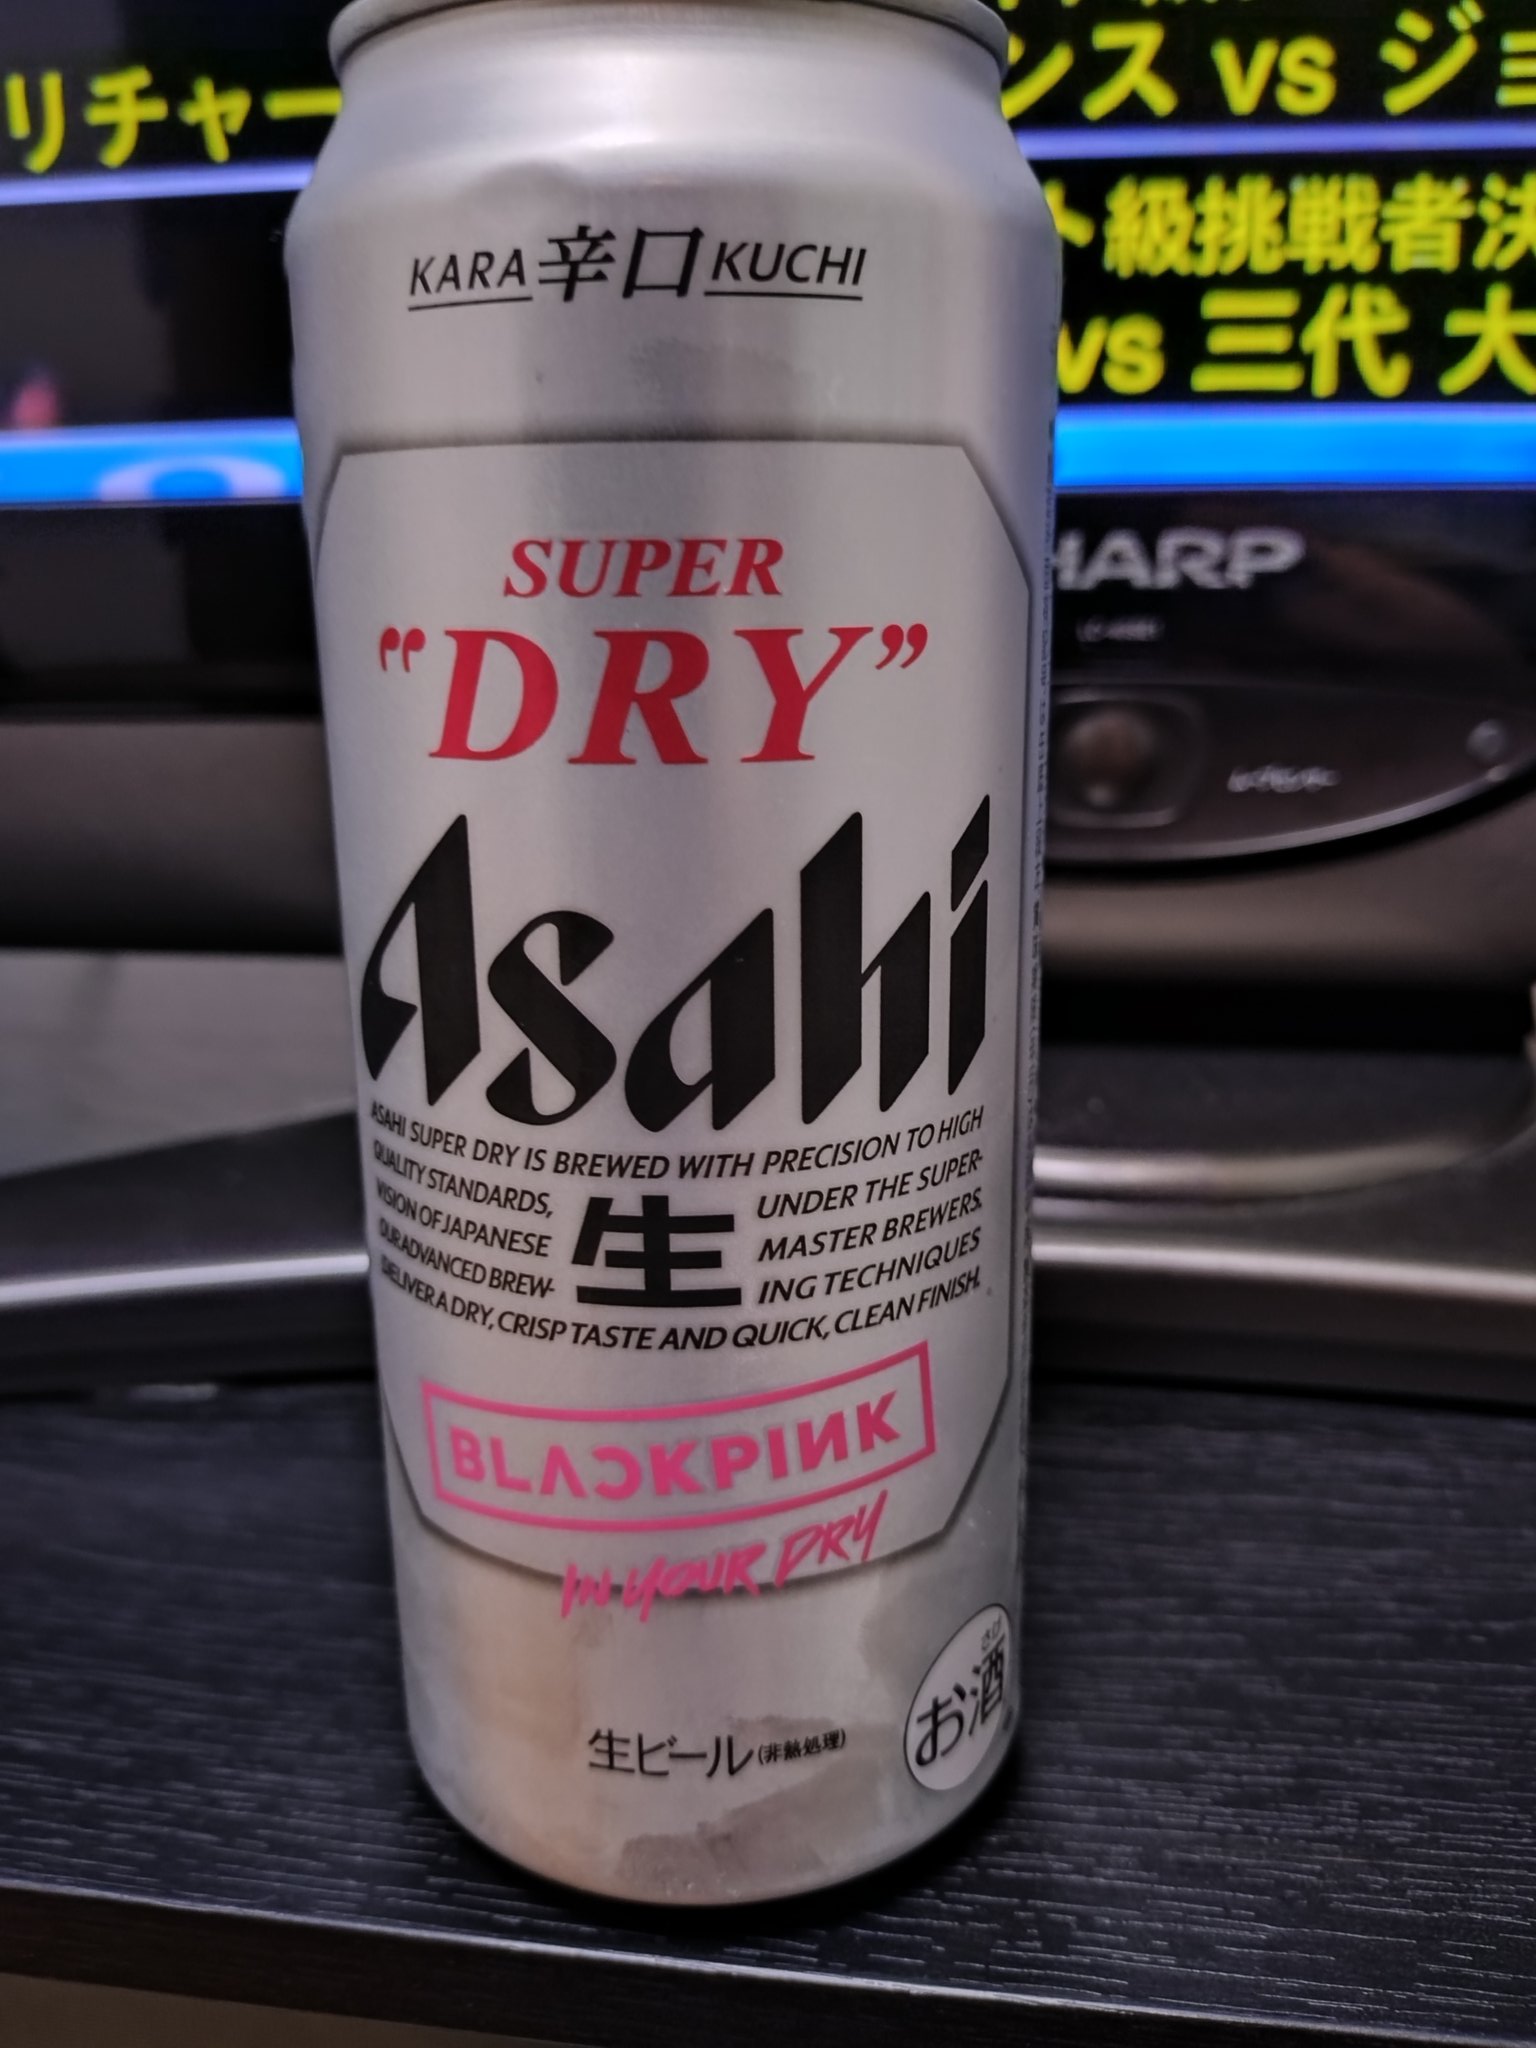 リチャー
ンス vs ジョ
ト級挑戦者決
vs 三代 大
KARA 辛口 KUCHI
SUPER
"DRY"
Asahi
ASAHI SUPER DRY IS BREWED WITH PRECISION TO HIGH
QUALITY STANDARDS, UNDER THE SUPER-
VISION OF JAPANESE MASTER BREWERS.
OUR ADVANCED BREW- ING TECHNIQUES
生
DELIVER A DRY, CRISP TASTE AND QUICK, CLEAN FINISH.
BLACKPINK
IN YOUR DRY
さけ
お酒
生ビール(非熱処理)
HARP